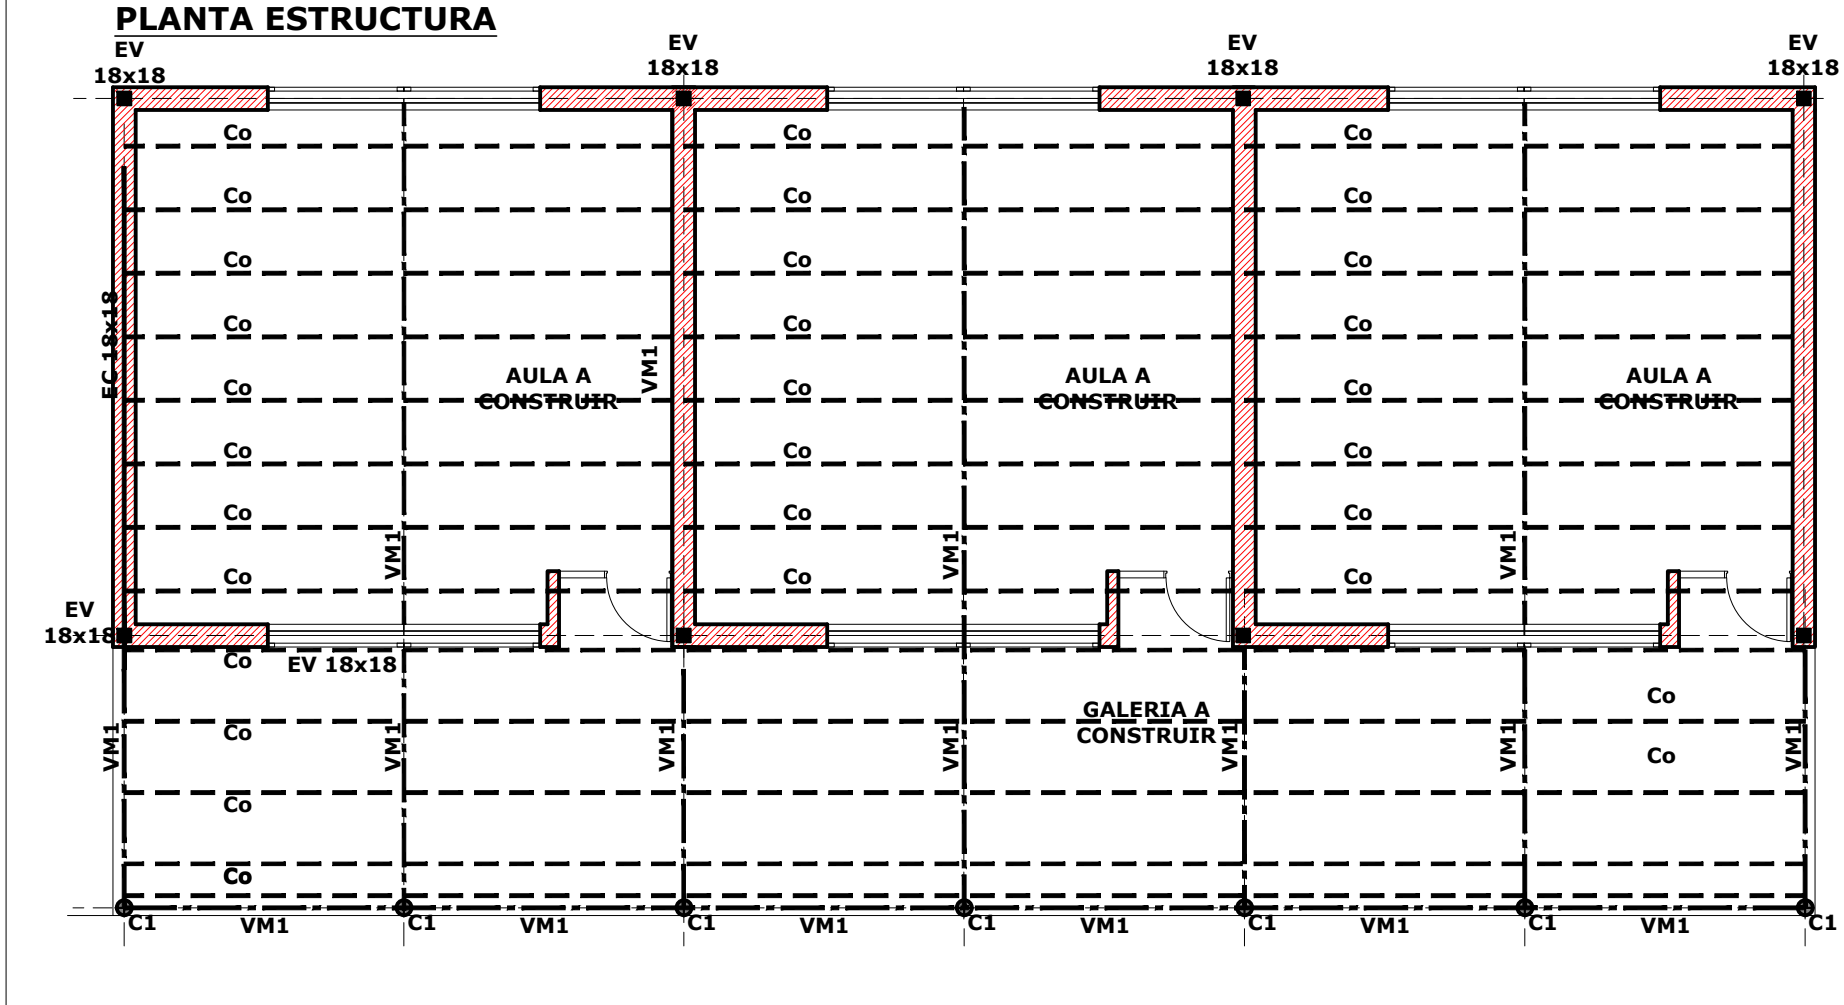 PLANTA ESTRUCTURA
EV
18x18
EV
18x18
EV
18x18
EV
18x18
Co
Co
Co
Co
Co
Co
Co
Co
Co
Co
Co
Co
EC 18x18
VM1
AULA A
CONSTRUIR
AULA A
CONSTRUIR
AULA A
CONSTRUIR
Co
Co
Co
Co
Co
Co
Co
Co
Co
VM1
VM1
VM1
Co
Co
Co
EV
18x18
EV 18x18
Co
Co
GALERIA A
CONSTRUIR
Co
VM1
VM1
VM1
VM1
VM1
VM1
VM1
Co
Co
Co
C1
VM1
C1
VM1
C1
VM1
C1
VM1
C1
VM1
C1
VM1
C1